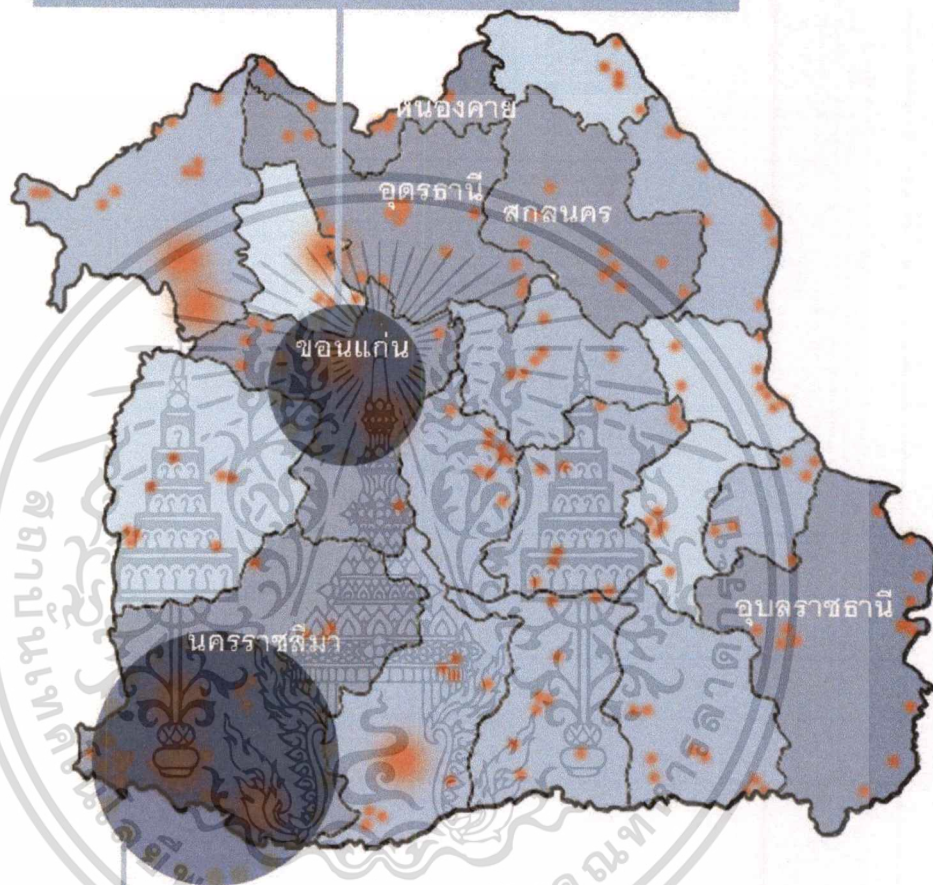 หนองคาย
อุดรธานี
สกลนคร
ขอนแก่น
อุบลราชธานี
นครราชสีมา